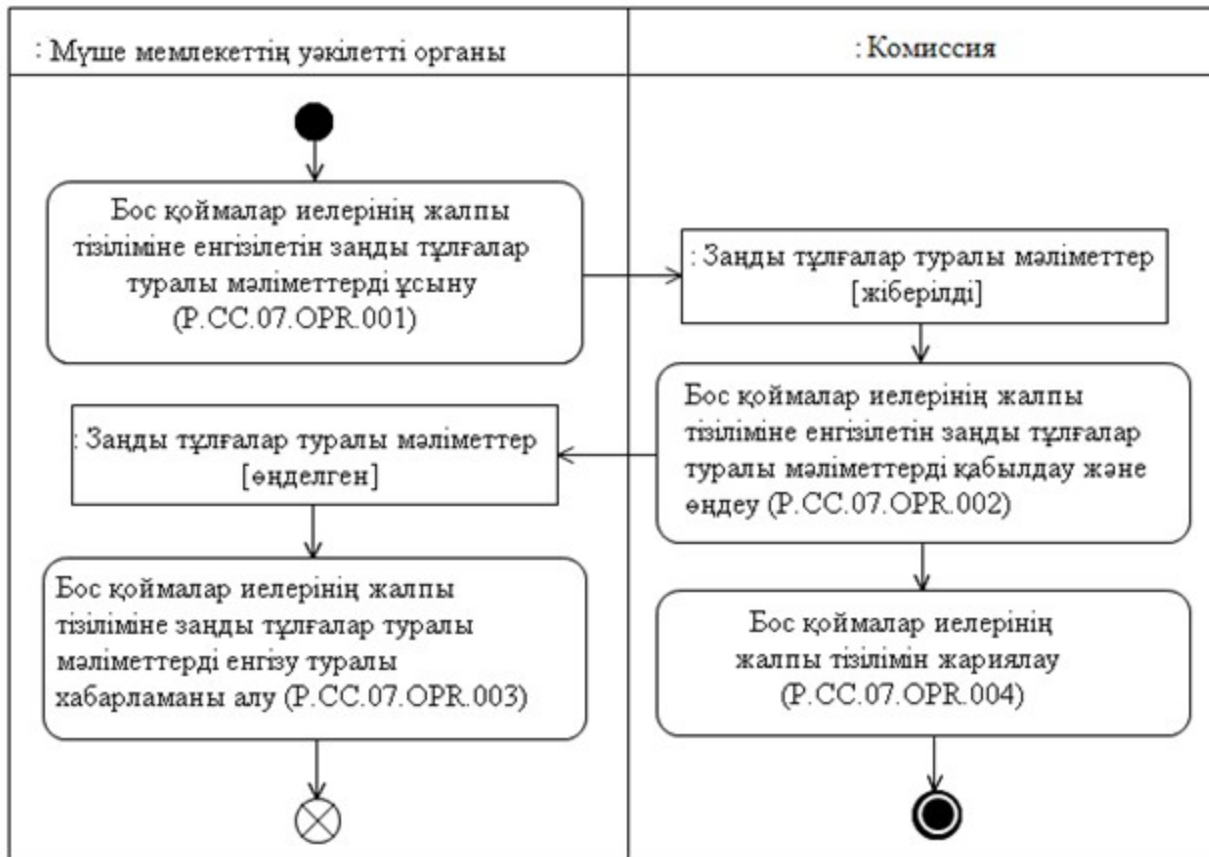 : Мүше мемлекеттің уәкілетті органы
: Комиссия
Бос қоймалар иелерінің жалпы
тізіліміне енгізілетін заңды тұлғалар
туралы мәліметтерді ұсыну
(P.CC.07.OPR.001)
: Заңды тұлғалар туралы мәліметтер
[жіберілді]
Бос қоймалар иелерінің жалпы
тізіліміне енгізілетін заңды тұлғалар
туралы мәліметтерді қабылдау және
өңдеу (P.CC.07.OPR.002)
: Заңды тұлғалар туралы мәліметтер
[өңделген]
Бос қоймалар иелерінің жалпы
тізіліміне заңды тұлғалар туралы
мәліметтерді енгізу туралы
хабарламаны алу (P.CC.07.OPR.003)
Бос қоймалар иелерінің
жалпы тізілімін жариялау
(P.CC.07.OPR.004)